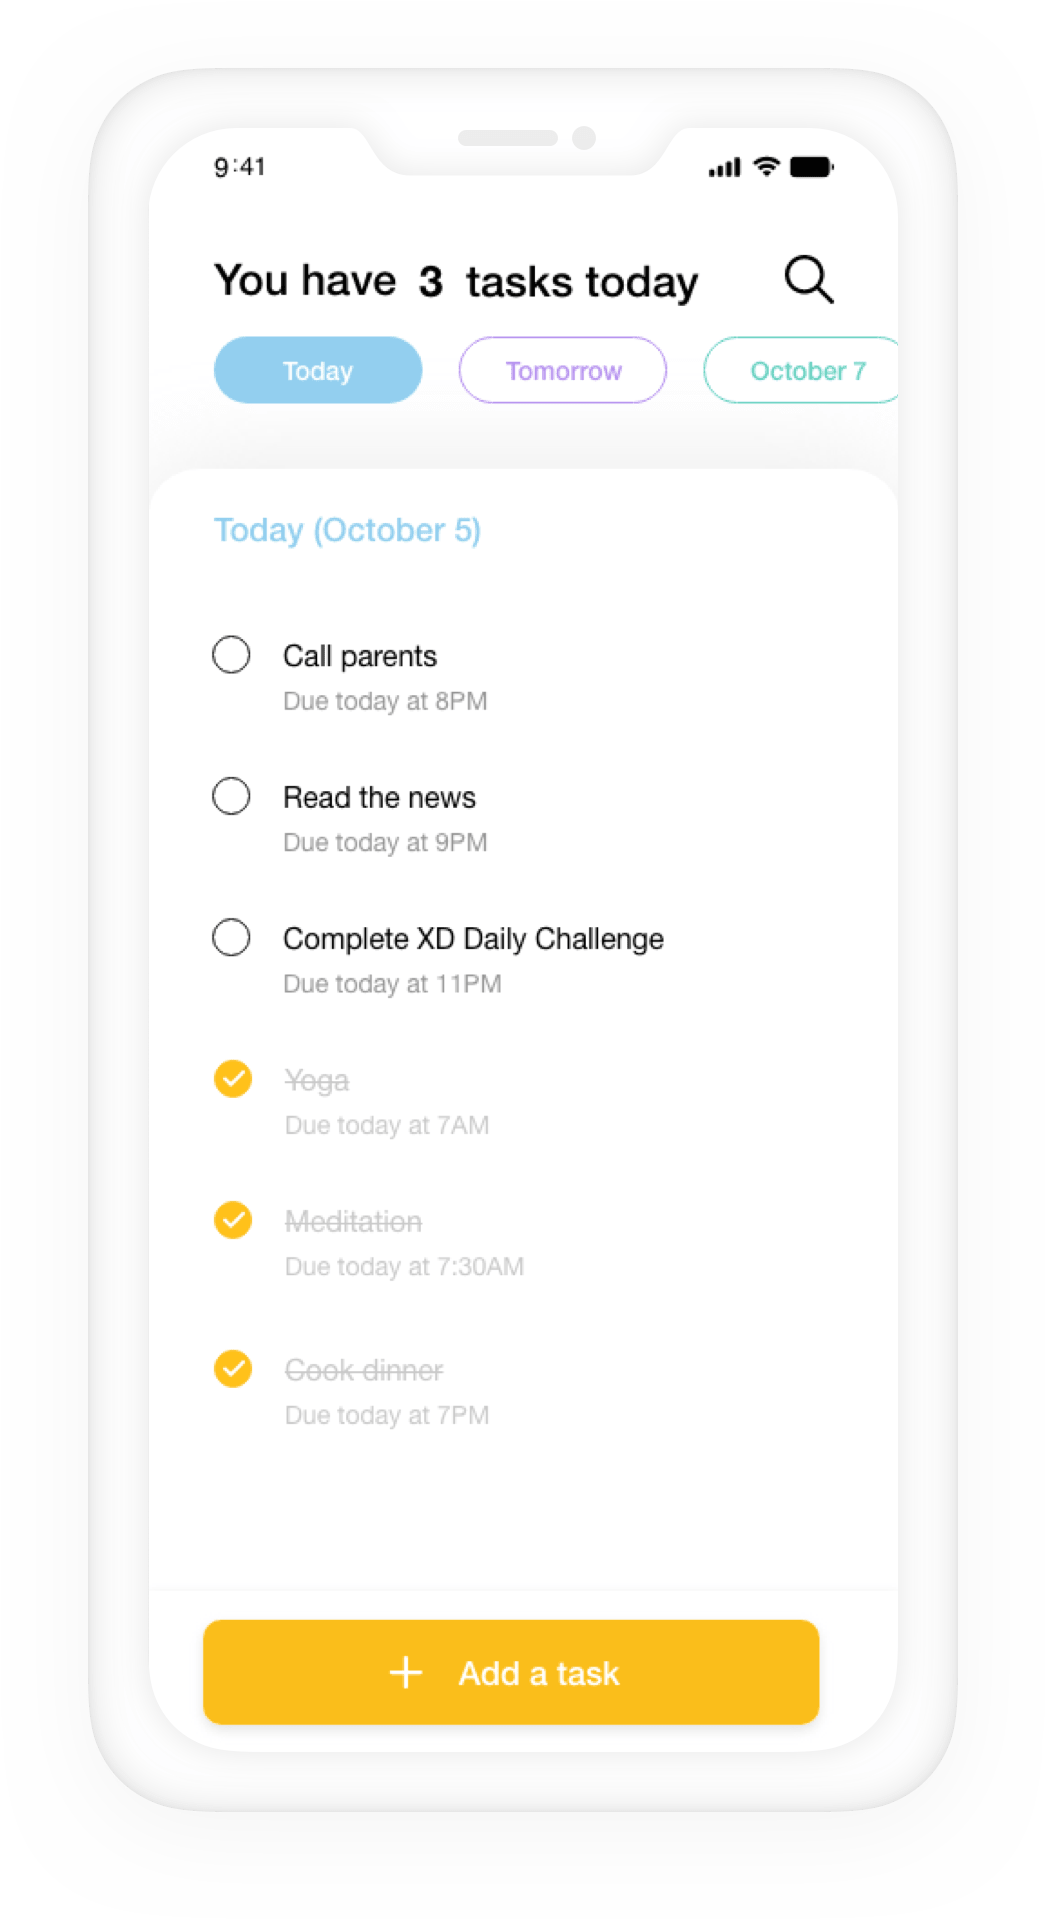 9:41
You have 3 tasks today
Today Tomorrow October 7
Today (October 5)
Call parents
Due today at 8PM
Read the news
Due today at 9PM
Complete XD Daily Challenge
Due today at 11PM
Yoga
Due today at 7AM
Meditation
Due today at 7:30AM
Cook dinner
Due today at 7PM
+ Add a task